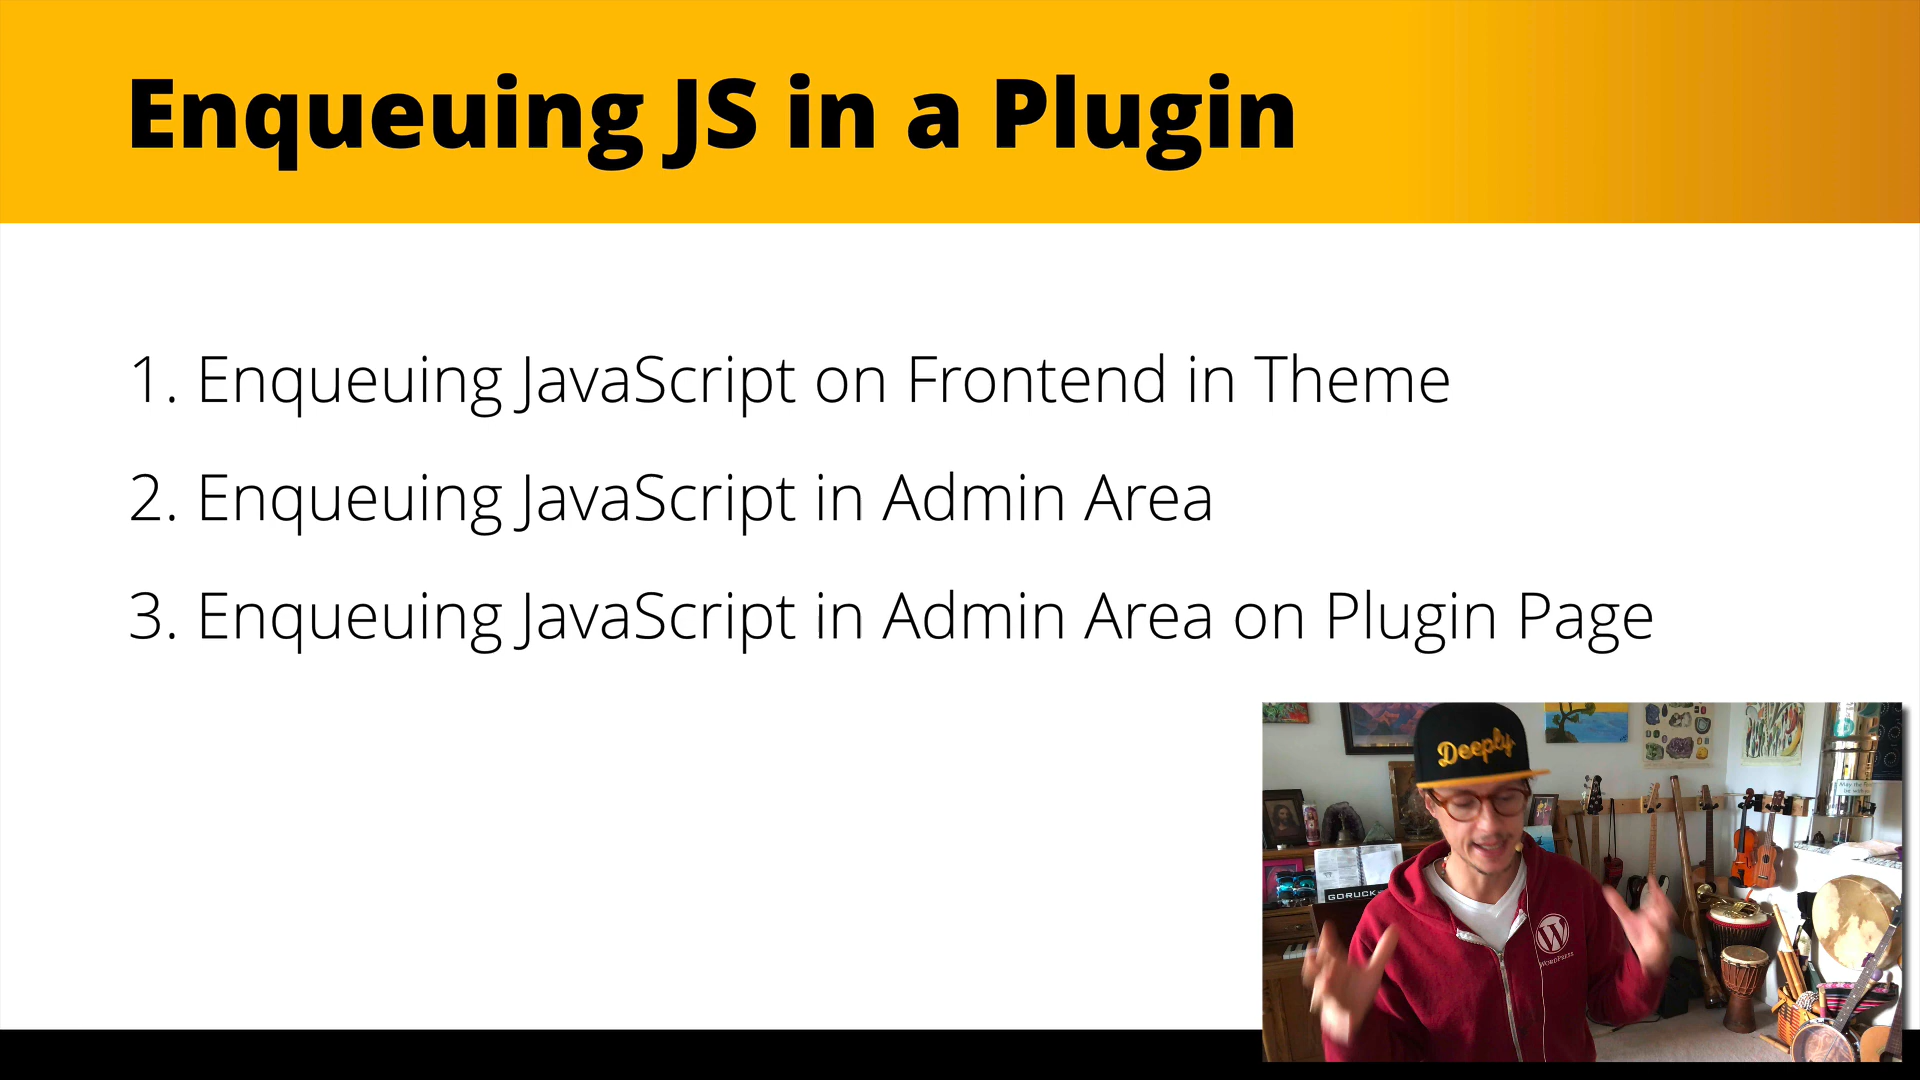 Enqueuing JS in a Plugin
1. Enqueuing JavaScript on Frontend in Theme
2. Enqueuing JavaScript in Admin Area
3. Enqueuing JavaScript in Admin Area on Plugin Page
Deeply
GORUCK
W
WORDPRESS